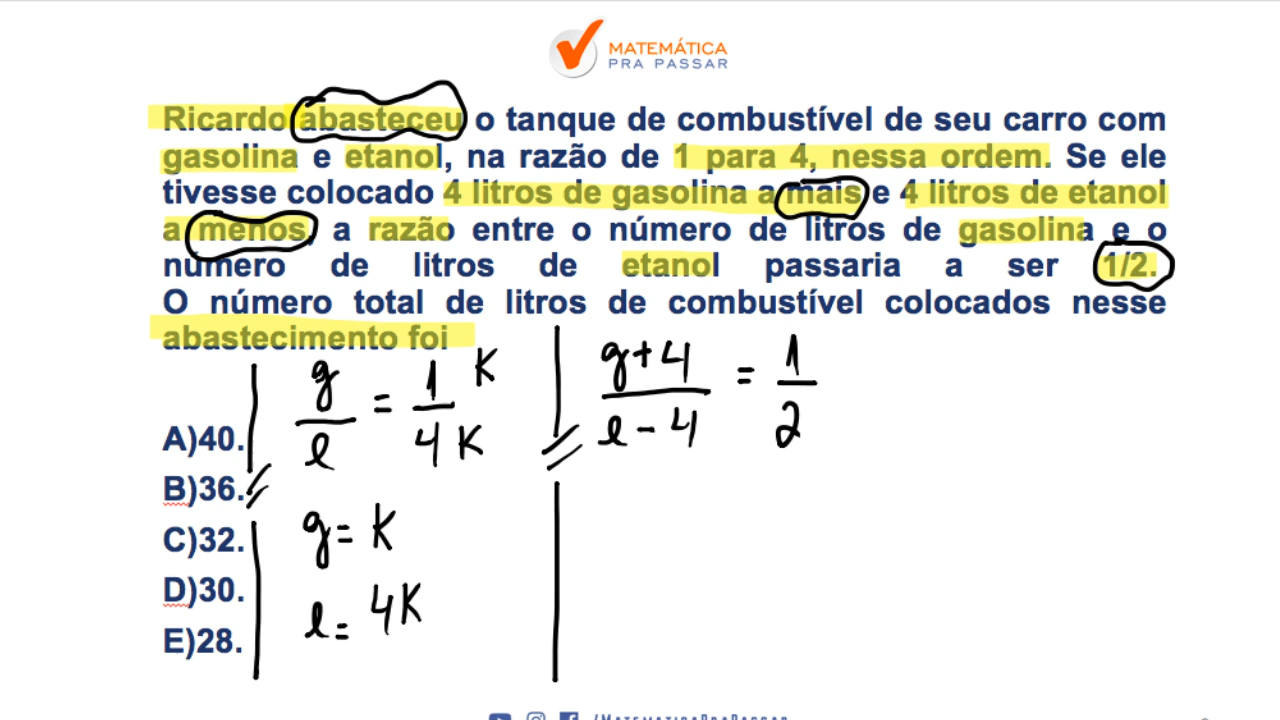 MATEMÁTICA
PRA PASSAR
Ricardo abasteceu o tanque de combustível de seu carro com
gasolina e etanol, na razão de 1 para 4, nessa ordem. Se ele
tivesse colocado 4 litros de gasolina a mais e 4 litros de etanol
a menos, a razão entre o número de litros de gasolina e o
número de litros de etanol passaria a ser 1/2.
O número total de litros de combustível colocados nesse
abastecimento foi
g/e = 1K/4K
g+4/e-4 = 1/2
A)40.
B)36.
C)32.
D)30.
E)28.
g= K
e= 4K
/MATEMATICAPRAPASSAR